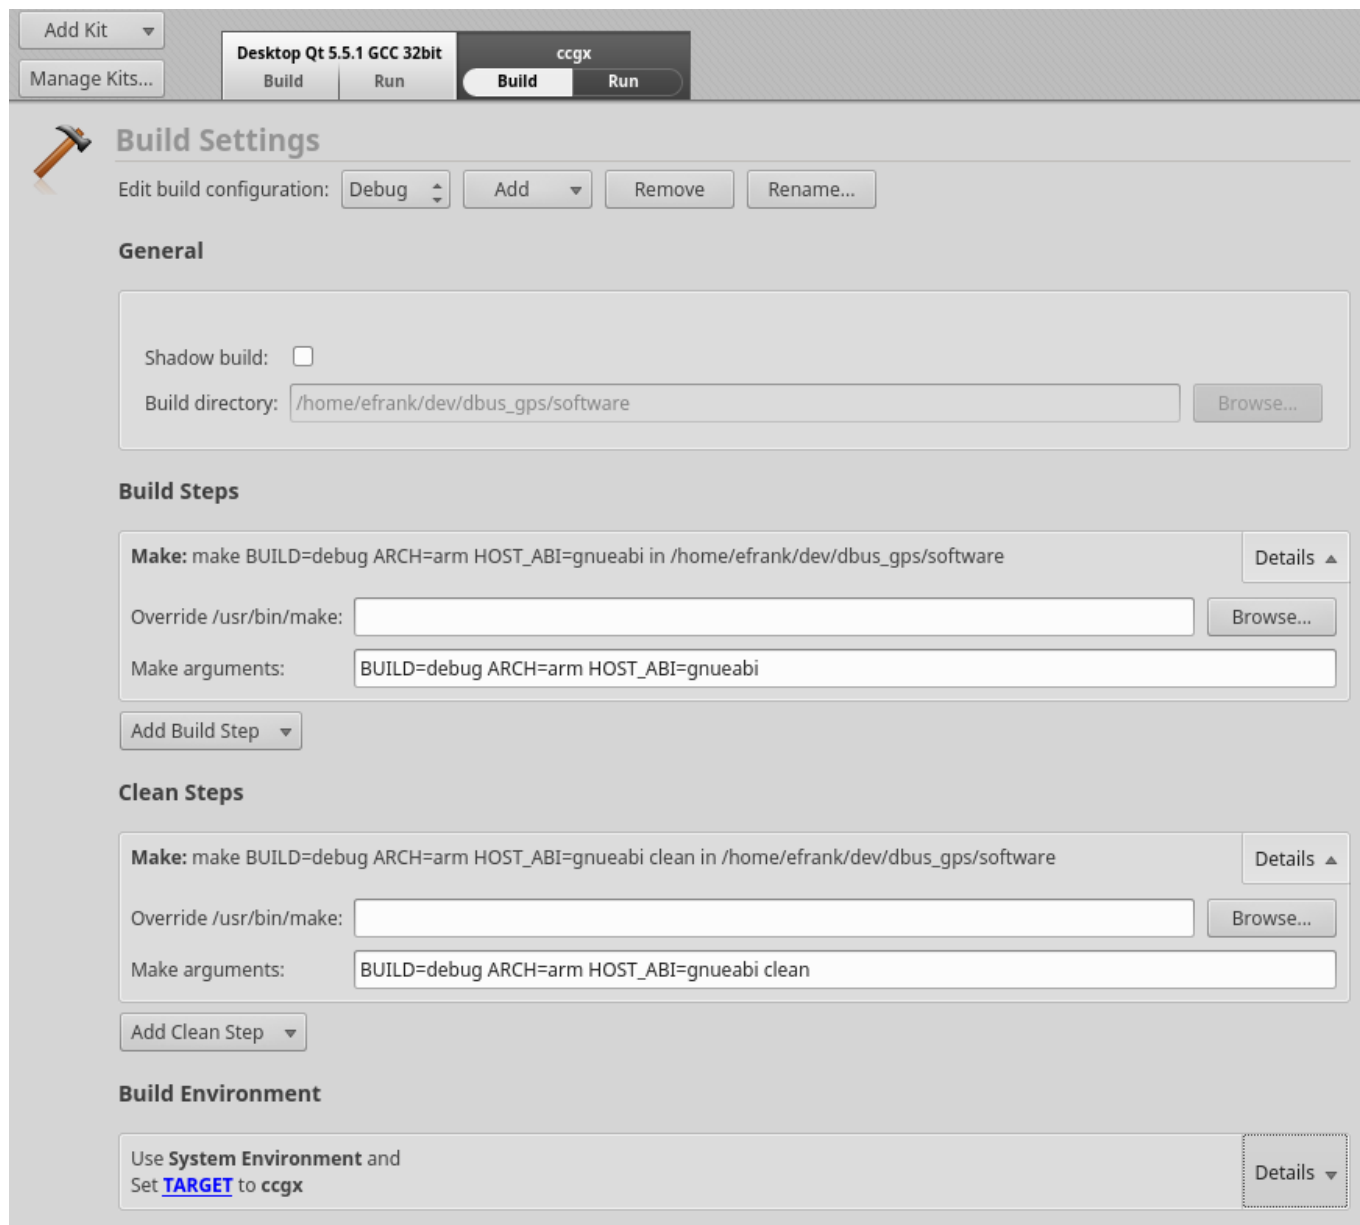 Add Kit
Manage Kits...
Desktop Qt 5.5.1 GCC 32bit
Build Run
ccgx
Build Run
Build Settings
Edit build configuration: Debug Add Remove Rename...
General
Shadow build:
Build directory: /home/efrank/dev/dbus_gps/software Browse...
Build Steps
Make: make BUILD=debug ARCH=arm HOST_ABI=gnueabi in /home/efrank/dev/dbus_gps/software Details
Override /usr/bin/make: Browse...
Make arguments: BUILD=debug ARCH=arm HOST_ABI=gnueabi
Add Build Step
Clean Steps
Make: make BUILD=debug ARCH=arm HOST_ABI=gnueabi clean in /home/efrank/dev/dbus_gps/software Details
Override /usr/bin/make: Browse...
Make arguments: BUILD=debug ARCH=arm HOST_ABI=gnueabi clean
Add Clean Step
Build Environment
Use System Environment and
Set TARGET to ccgx
Details